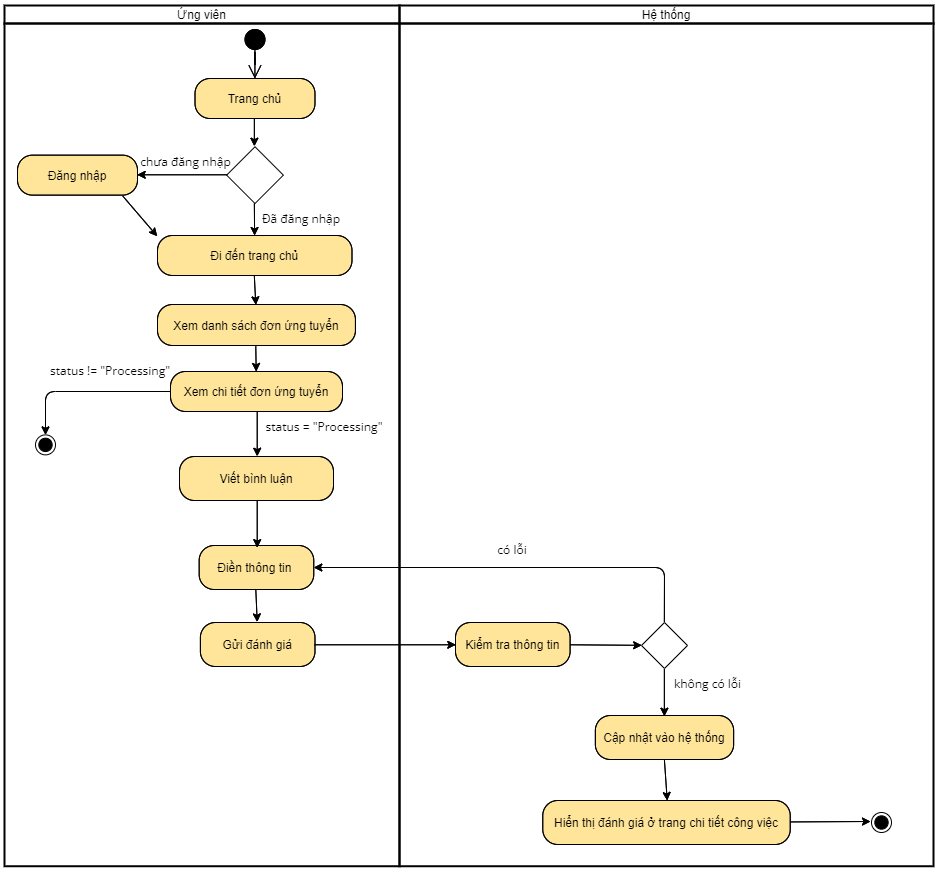 Ứng viên
Hệ thống
Trang chủ
chưa đăng nhập
Đăng nhập
Đã đăng nhập
Đi đến trang chủ
Xem danh sách đơn ứng tuyển
status != "Processing"
Xem chi tiết đơn ứng tuyển
status = "Processing"
Viết bình luận
có lỗi
Điền thông tin
Gửi đánh giá
Kiểm tra thông tin
không có lỗi
Cập nhật vào hệ thống
Hiển thị đánh giá ở trang chi tiết công việc